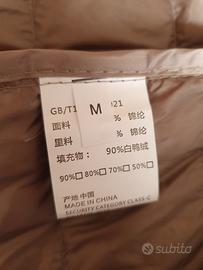 GB/T1 M 021
面料 % 锦纶
里料 % 锦纶
填充物: 90%白鸭绒
90%□80%□70%□50%□
产地:中国
MADE IN CHINA
SECURITY CATEGORY CLASS-C
subito